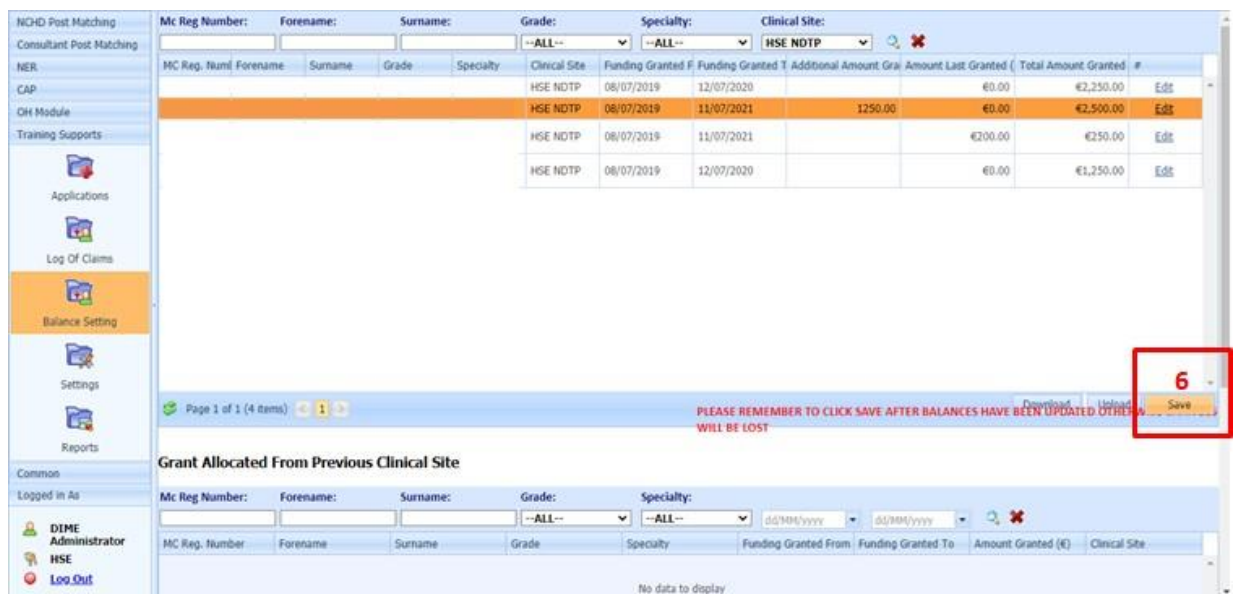 NCHD Post Matching
Consultant Post Matching
NER
CAP
OH Module
Training Supports
Applications
Log Of Claims
Balance Setting
Settings
Reports
Common
Logged in As
DIME
Administrator
HSE
Log Out
Mc Reg Number: Forename: Surname: Grade: Specialty: Clinical Site:
--ALL-- --ALL-- HSE NDTP
MC Reg. Numl Forename Surname Grade Specialty Clinical Site Funding Granted F Funding Granted T Additional Amount Gra Amount Last Granted ( Total Amount Granted #
HSE NDTP 08/07/2019 12/07/2020 €0.00 €2,250.00 Edit
HSE NDTP 08/07/2019 11/07/2021 1250.00 €0.00 €2,500.00 Edit
HSE NDTP 08/07/2019 11/07/2021 €200.00 €250.00 Edit
HSE NDTP 08/07/2019 12/07/2020 €0.00 €1,250.00 Edit
6
Page 1 of 1 (4 items) 1 Download Upload Save
PLEASE REMEMBER TO CLICK SAVE AFTER BALANCES HAVE BEEN UPDATED
WILL BE LOST
Grant Allocated From Previous Clinical Site
Mc Reg Number: Forename: Surname: Grade: Specialty:
--ALL-- --ALL-- dd/MM/yyyy dd/MM/yyyy
MC Reg. Number Forename Surname Grade Specialty Funding Granted From Funding Granted To Amount Granted (€) Clinical Site
No data to display